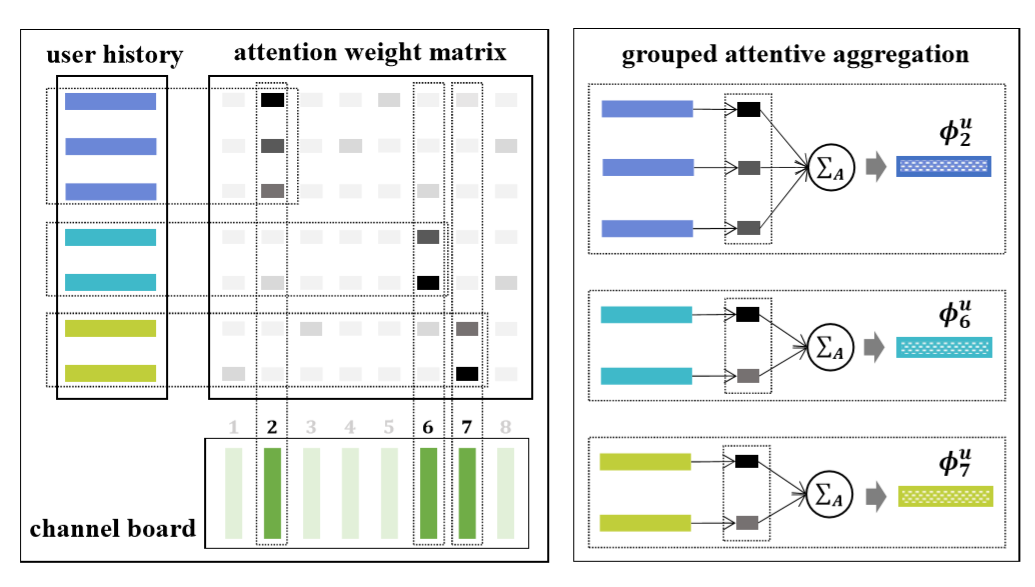 user history
attention weight matrix
1 2 3 4 5 6 7 8
channel board
grouped attentive aggregation
Σ_A
ϕ₂ᵘ
Σ_A
ϕ₆ᵘ
Σ_A
ϕ₇ᵘ